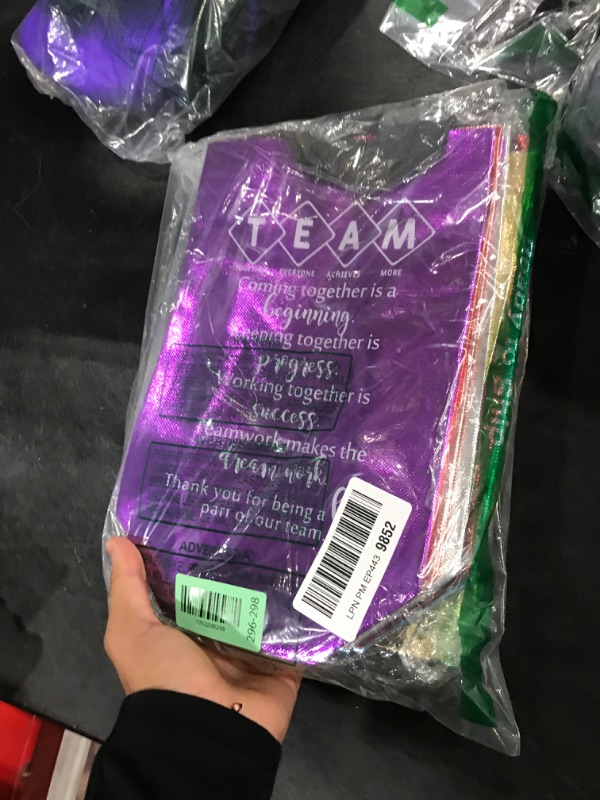 TEAM
EVERYONE ACHIEVES MORE
Coming together is a
beginning.
Keeping together is
progress.
Working together is
success.
Teamwork makes the
dream work.
Thank you for being a
part of our team.
LPN PM EP443 9852
296-298